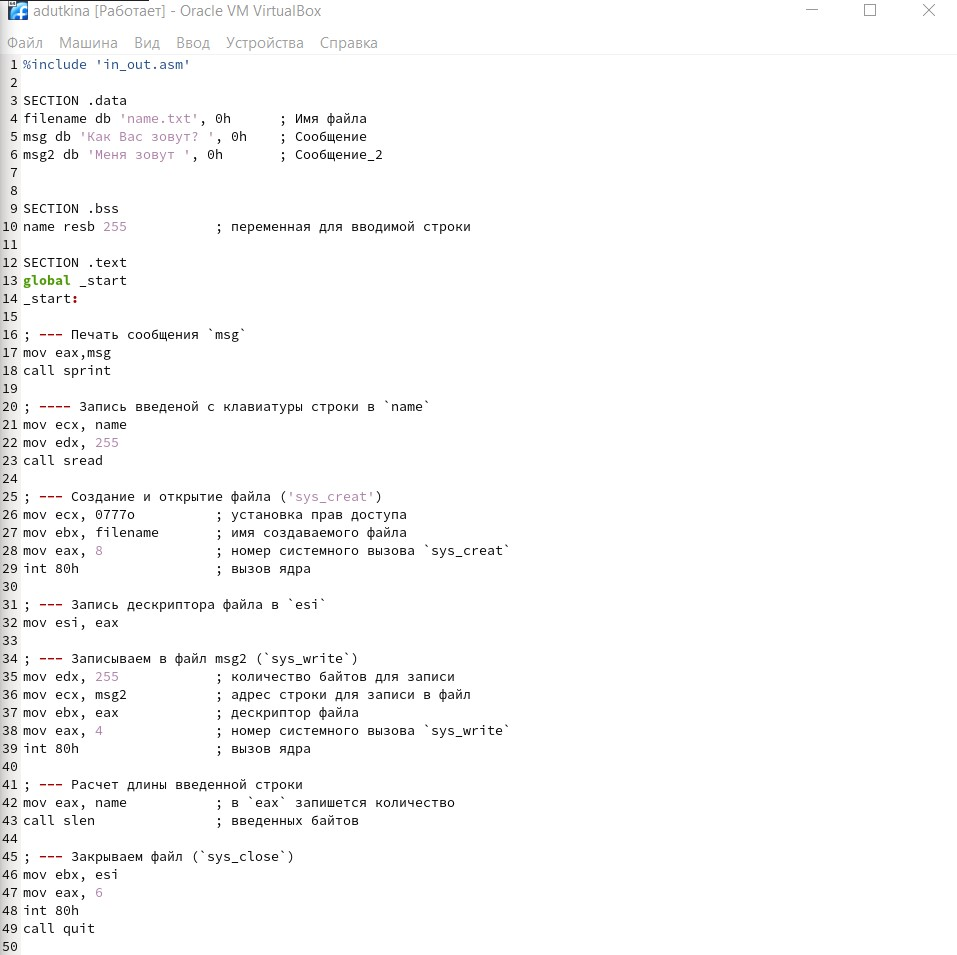 adutkina [Работает] - Oracle VM VirtualBox
Файл Машина Вид Ввод Устройства Справка
1 %include 'in_out.asm'
2
3 SECTION .data
4 filename db 'name.txt', 0h ; Имя файла
5 msg db 'Как Вас зовут? ', 0h ; Сообщение
6 msg2 db 'Меня зовут ', 0h ; Сообщение_2
7
8
9 SECTION .bss
10 name resb 255 ; переменная для вводимой строки
11
12 SECTION .text
13 global _start
14 _start:
15
16 ; --- Печать сообщения `msg`
17 mov eax,msg
18 call sprint
19
20 ; ---- Запись введеной с клавиатуры строки в `name`
21 mov ecx, name
22 mov edx, 255
23 call sread
24
25 ; --- Создание и открытие файла ('sys_creat')
26 mov ecx, 0777o ; установка прав доступа
27 mov ebx, filename ; имя создаваемого файла
28 mov eax, 8 ; номер системного вызова `sys_creat`
29 int 80h ; вызов ядра
30
31 ; --- Запись дескриптора файла в `esi`
32 mov esi, eax
33
34 ; --- Записываем в файл msg2 (`sys_write`)
35 mov edx, 255 ; количество байтов для записи
36 mov ecx, msg2 ; адрес строки для записи в файл
37 mov ebx, eax ; дескриптор файла
38 mov eax, 4 ; номер системного вызова `sys_write`
39 int 80h ; вызов ядра
40
41 ; --- Расчет длины введенной строки
42 mov eax, name ; в `eax` запишется количество
43 call slen ; введенных байтов
44
45 ; --- Закрываем файл (`sys_close`)
46 mov ebx, esi
47 mov eax, 6
48 int 80h
49 call quit
50